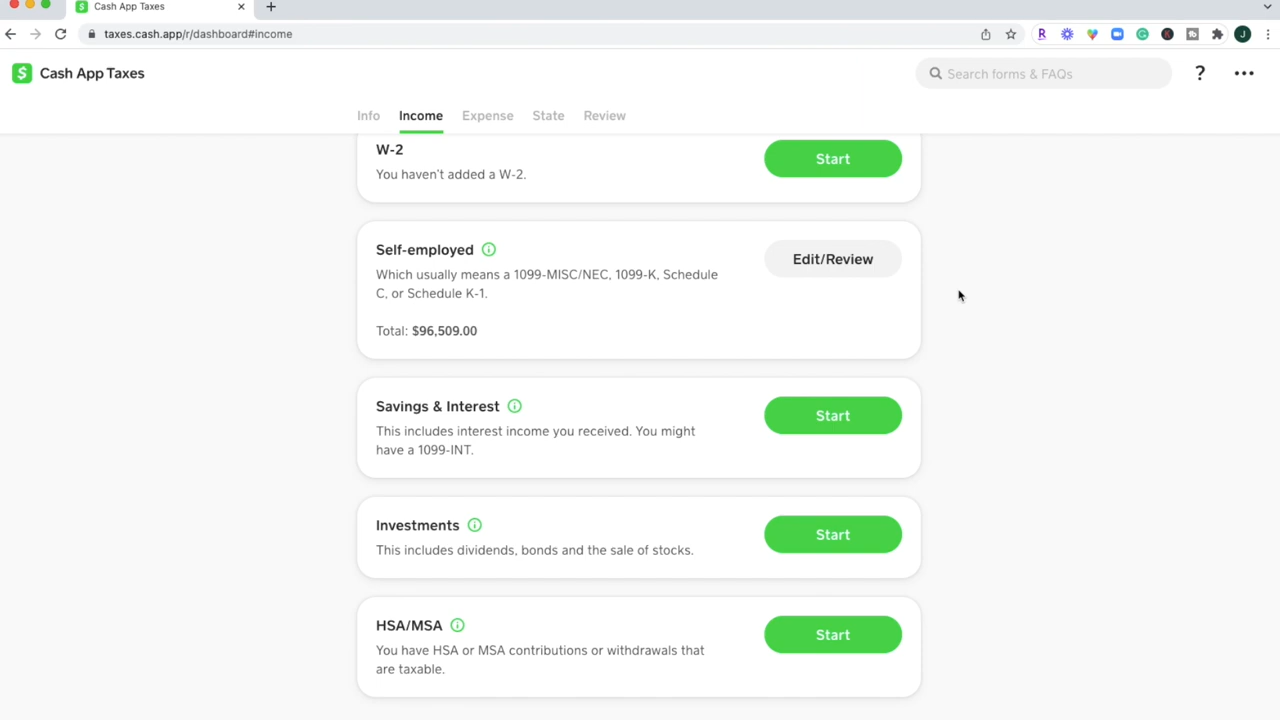 Cash App Taxes
taxes.cash.app/r/dashboard#income
R
J
$ Cash App Taxes
Search forms & FAQs
?
Info Income Expense State Review
W-2
Start
You haven't added a W-2.
Self-employed
Edit/Review
Which usually means a 1099-MISC/NEC, 1099-K, Schedule
C, or Schedule K-1.
Total: $96,509.00
Savings & Interest
Start
This includes interest income you received. You might
have a 1099-INT.
Investments
Start
This includes dividends, bonds and the sale of stocks.
HSA/MSA
Start
You have HSA or MSA contributions or withdrawals that
are taxable.